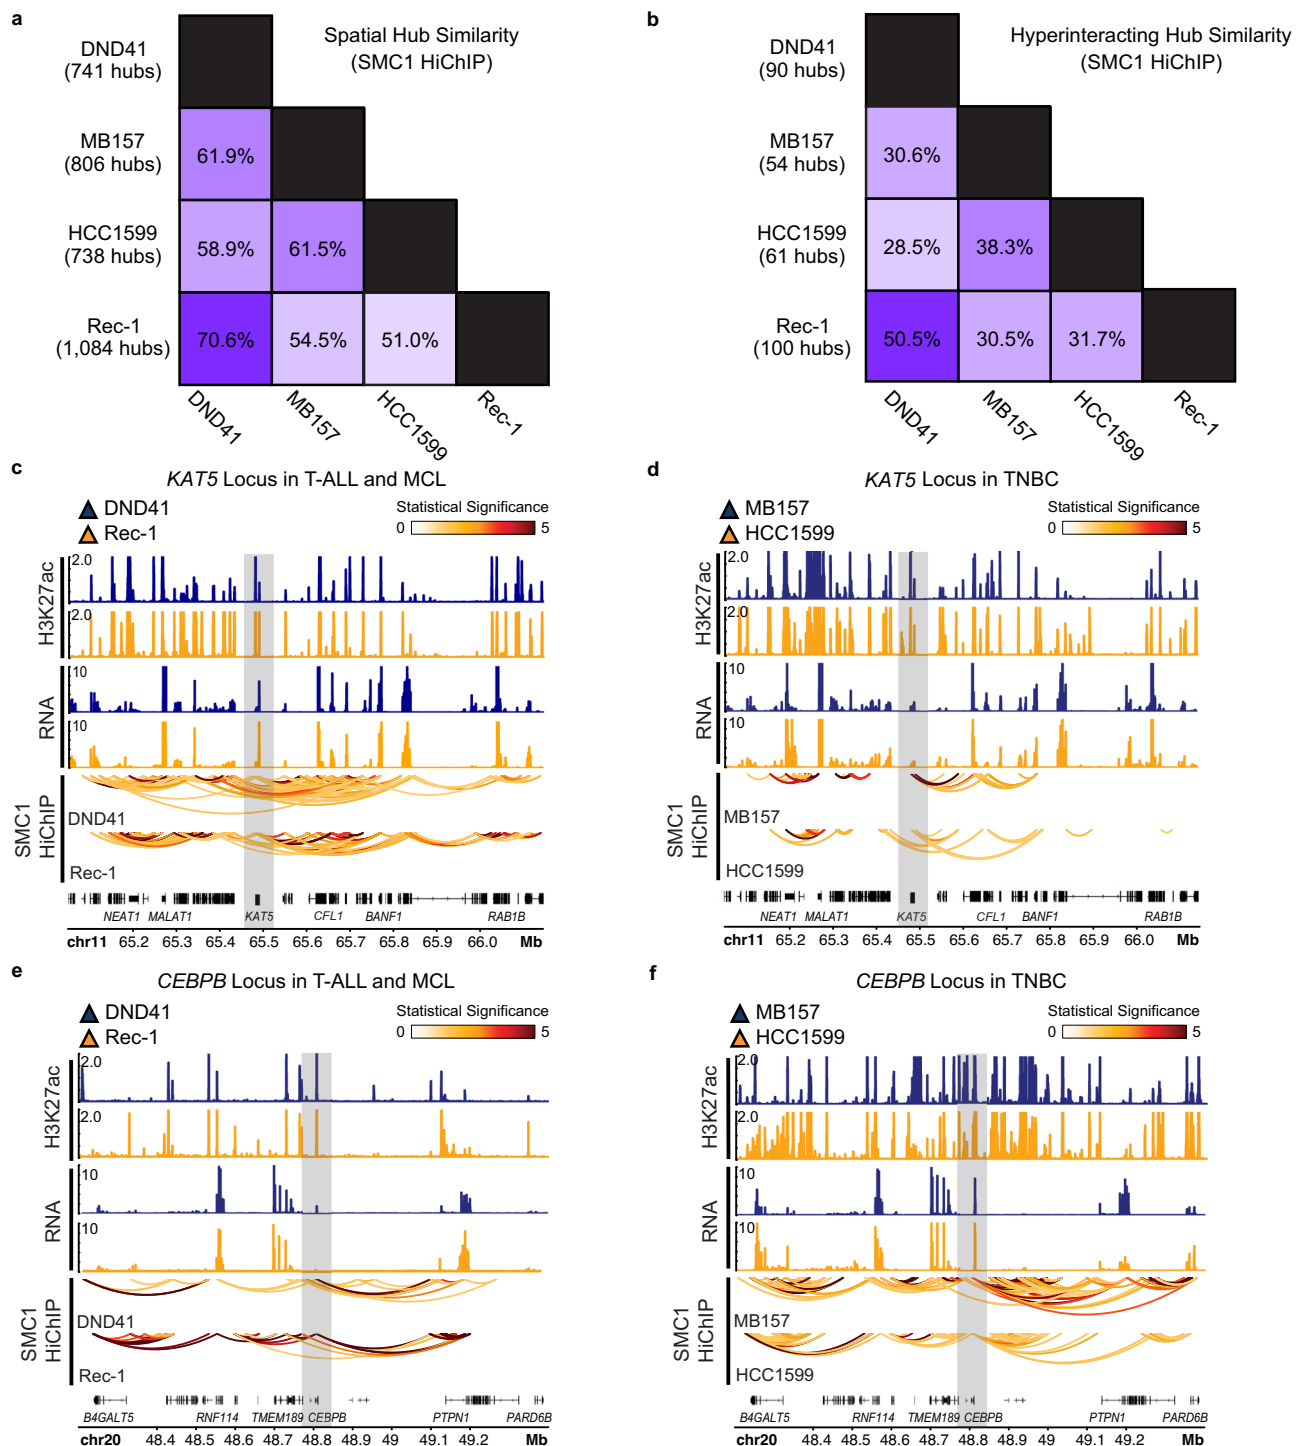 a
Spatial Hub Similarity
(SMC1 HiChIP)
DND41
(741 hubs)
MB157
(806 hubs)
61.9%
HCC1599
(738 hubs)
58.9%
61.5%
Rec-1
(1,084 hubs)
70.6%
54.5%
51.0%
DND41
MB157
HCC1599
Rec-1
b
Hyperinteracting Hub Similarity
(SMC1 HiChIP)
DND41
(90 hubs)
MB157
(54 hubs)
30.6%
HCC1599
(61 hubs)
28.5%
38.3%
Rec-1
(100 hubs)
50.5%
30.5%
31.7%
DND41
MB157
HCC1599
Rec-1
c
KAT5 Locus in T-ALL and MCL
DND41
Rec-1
Statistical Significance
0 5
H3K27ac
2.0
2.0
RNA
10
10
SMC1
HiChIP
DND41
Rec-1
NEAT1 MALAT1 KAT5 CFL1 BANF1 RAB1B
chr11 65.2 65.3 65.4 65.5 65.6 65.7 65.8 65.9 66.0 Mb
d
KAT5 Locus in TNBC
MB157
HCC1599
Statistical Significance
0 5
H3K27ac
2.0
2.0
RNA
10
10
SMC1
HiChIP
MB157
HCC1599
NEAT1 MALAT1 KAT5 CFL1 BANF1 RAB1B
chr11 65.2 65.3 65.4 65.5 65.6 65.7 65.8 65.9 66.0 Mb
e
CEBPB Locus in T-ALL and MCL
DND41
Rec-1
Statistical Significance
0 5
H3K27ac
2.0
2.0
RNA
10
10
SMC1
HiChIP
DND41
Rec-1
B4GALT5 RNF114 TMEM189 CEBPB PTPN1 PARD6B
chr20 48.4 48.5 48.6 48.7 48.8 48.9 49 49.1 49.2 Mb
f
CEBPB Locus in TNBC
MB157
HCC1599
Statistical Significance
0 5
H3K27ac
2.0
2.0
RNA
10
10
SMC1
HiChIP
MB157
HCC1599
B4GALT5 RNF114 TMEM189 CEBPB PTPN1 PARD6B
chr20 48.4 48.5 48.6 48.7 48.8 48.9 49 49.1 49.2 Mb